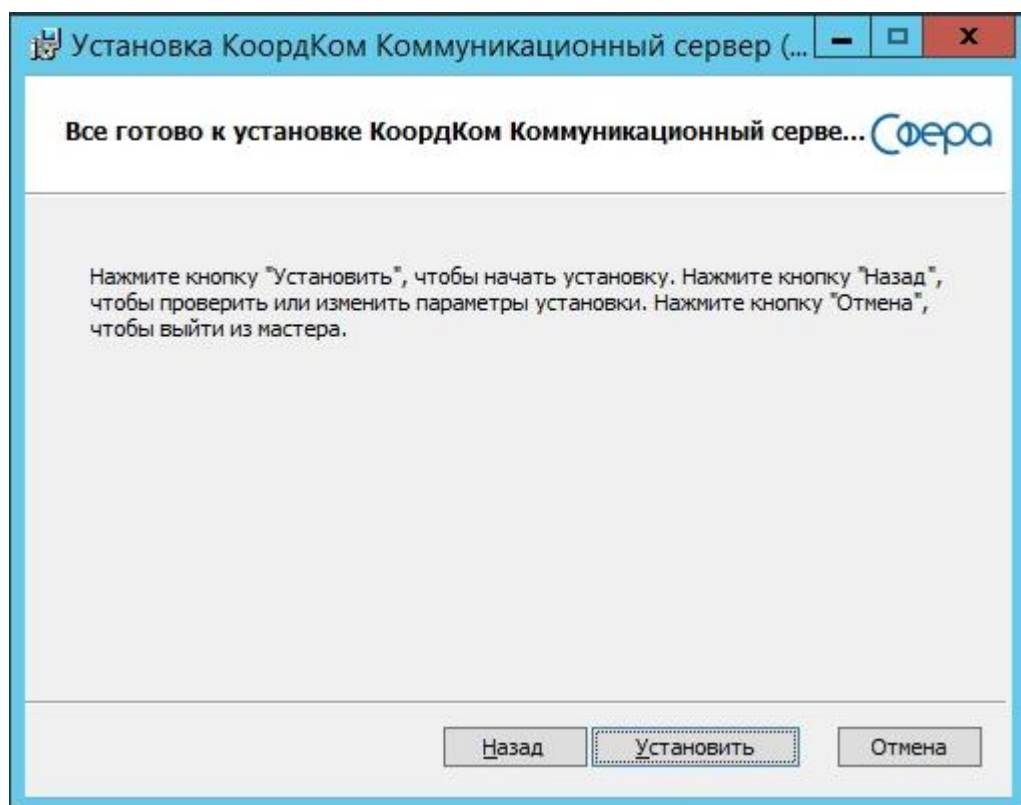 Установка КоордКом Коммуникационный сервер (...
Все готово к установке КоордКом Коммуникационный серве...
Сфера
Нажмите кнопку "Установить", чтобы начать установку. Нажмите кнопку "Назад",
чтобы проверить или изменить параметры установки. Нажмите кнопку "Отмена",
чтобы выйти из мастера.
Назад
Установить
Отмена